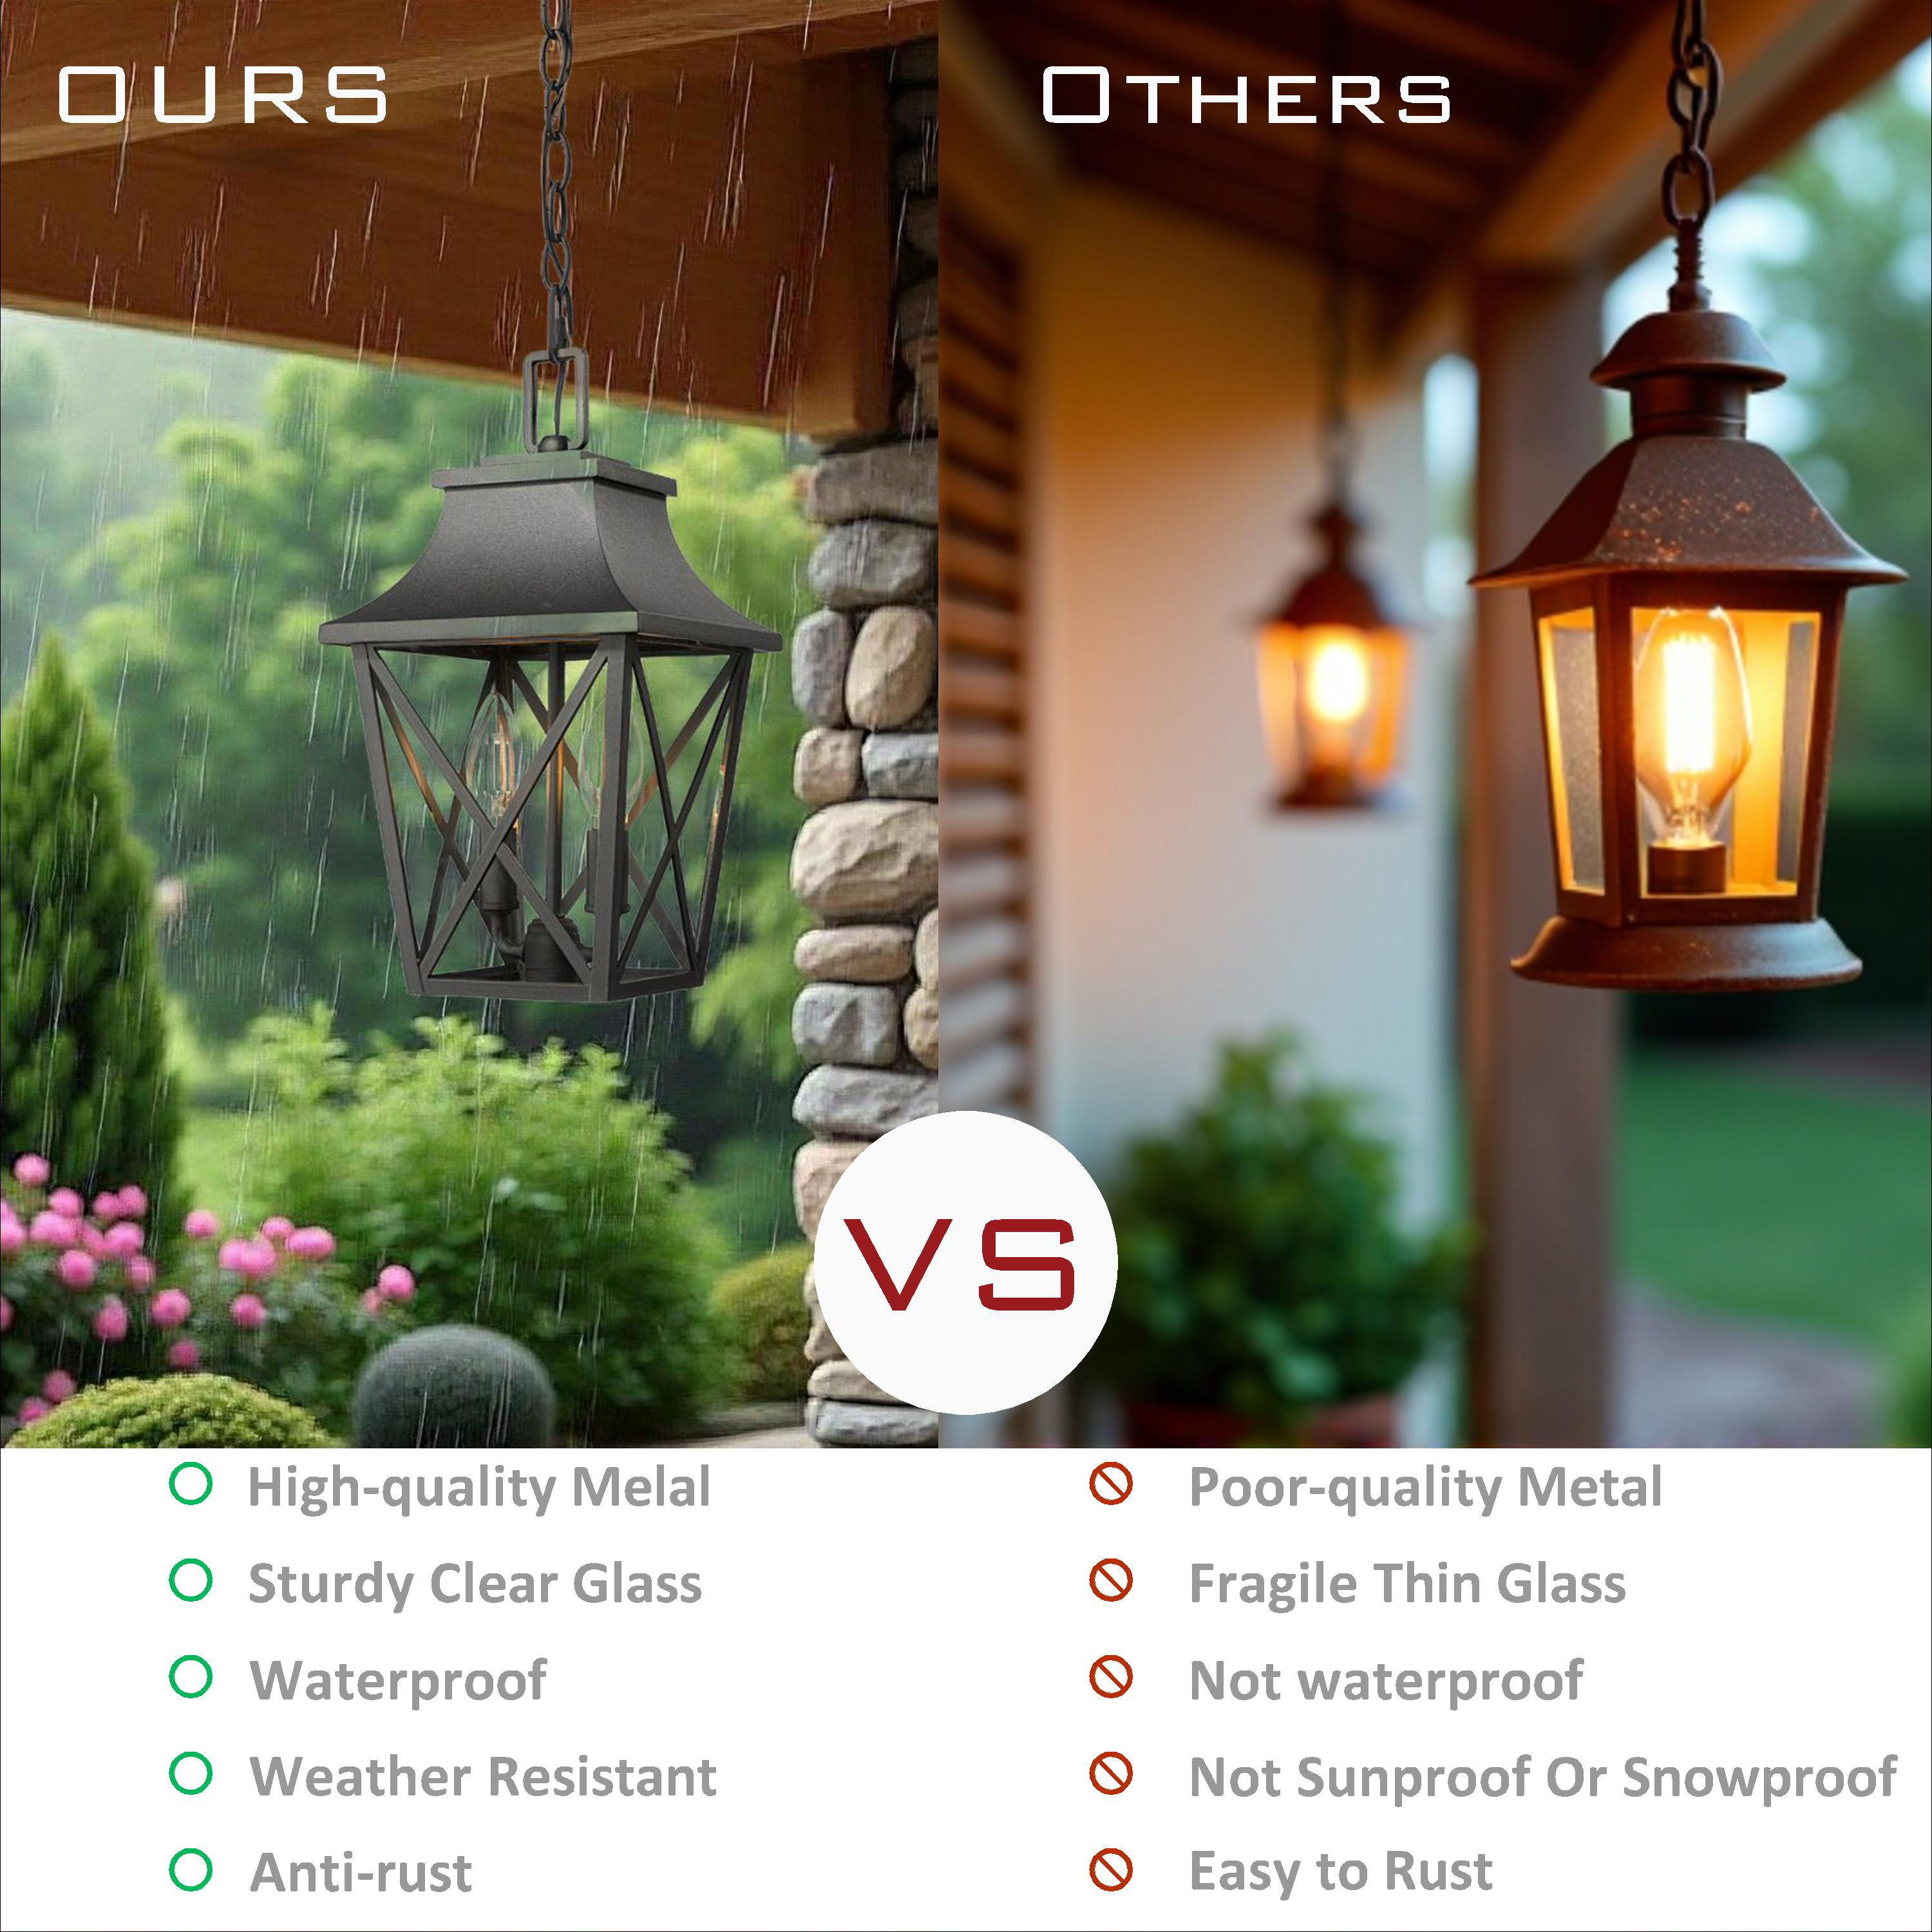 OURS
OTHERS
VS
High-quality Melal
Sturdy Clear Glass
Waterproof
Weather Resistant
Anti-rust
Poor-quality Metal
Fragile Thin Glass
Not waterproof
Not Sunproof Or Snowproof
Easy to Rust